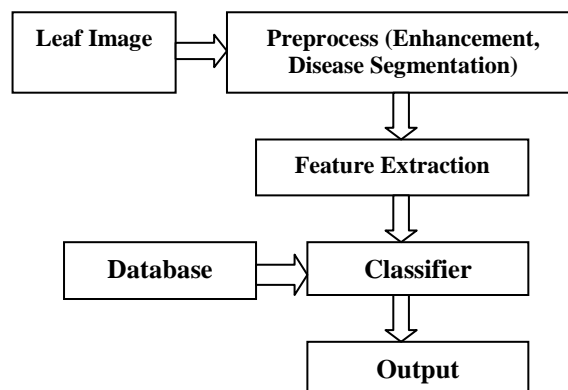 Leaf Image
Preprocess (Enhancement,
Disease Segmentation)
Feature Extraction
Database
Classifier
Output